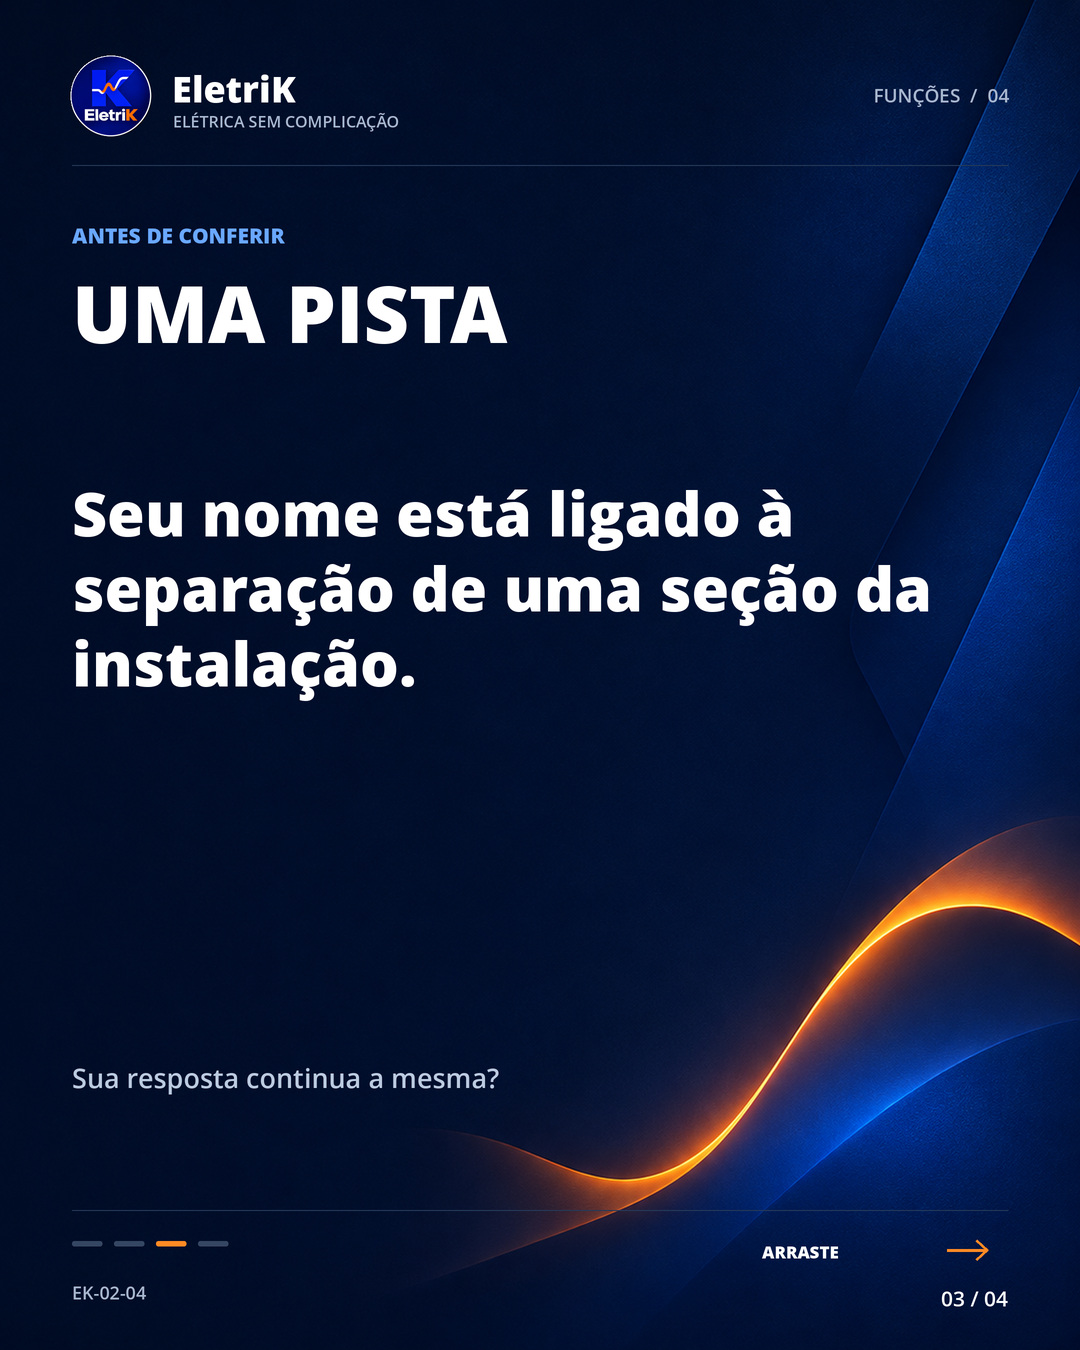 EletriK
EletriK
ELÉTRICA SEM COMPLICAÇÃO
FUNÇÕES / 04
ANTES DE CONFERIR
UMA PISTA
Seu nome está ligado à
separação de uma seção da
instalação.
Sua resposta continua a mesma?
ARRASTE
EK-02-04
03 / 04